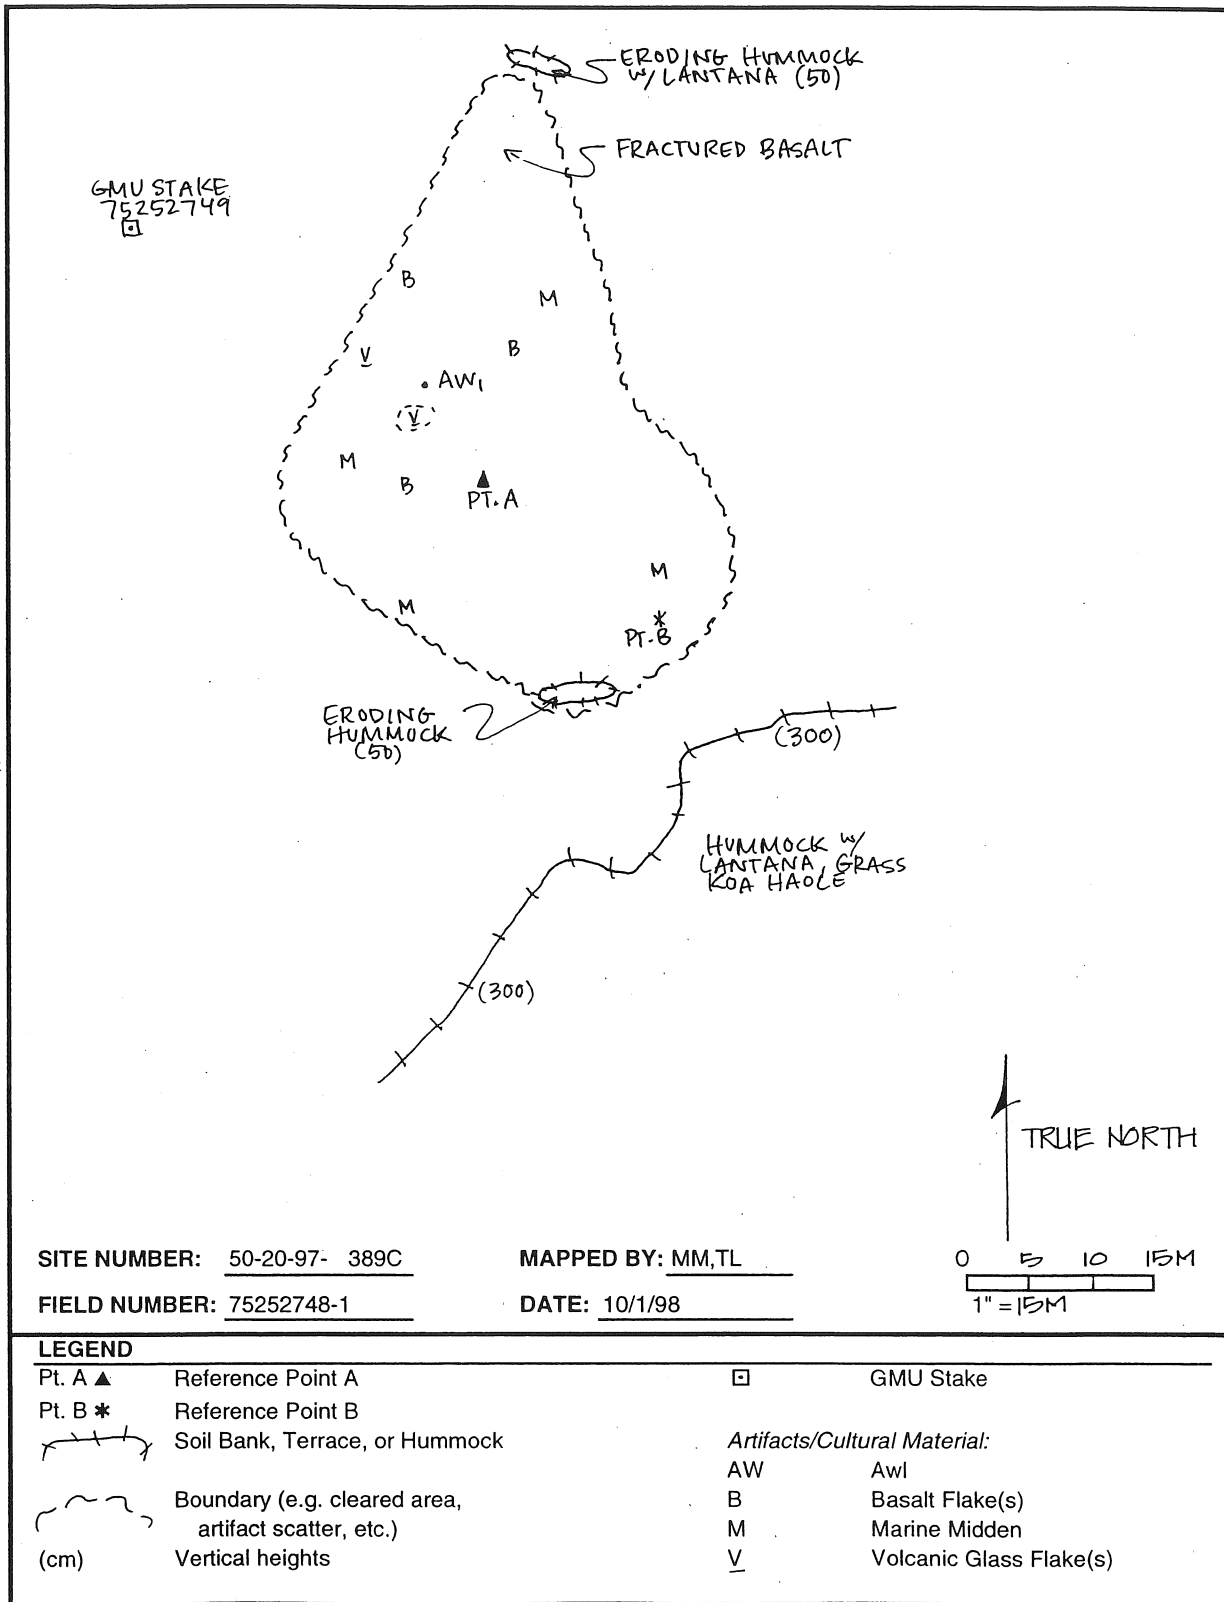 ERODING HUMMOCK
W/ LANTANA (50)
FRACTURED BASALT
GMU STAKE
75252749
B
M
B
V
AW1
V
M
B
PT. A
M
M
PT. B
ERODING
HUMMOCK
(50)
(300)
HUMMOCK W/
LANTANA, GRASS
KOA HAOLE
(300)
TRUE NORTH
SITE NUMBER: 50-20-97- 389C
MAPPED BY: MM,TL
0 5 10 15M
FIELD NUMBER: 75252748-1
DATE: 10/1/98
1" = 15M
LEGEND
Pt. A ▲ Reference Point A
GMU Stake
Pt. B * Reference Point B
Soil Bank, Terrace, or Hummock
Artifacts/Cultural Material:
AW Awl
Boundary (e.g. cleared area,
artifact scatter, etc.)
B Basalt Flake(s)
M Marine Midden
(cm) Vertical heights
V Volcanic Glass Flake(s)